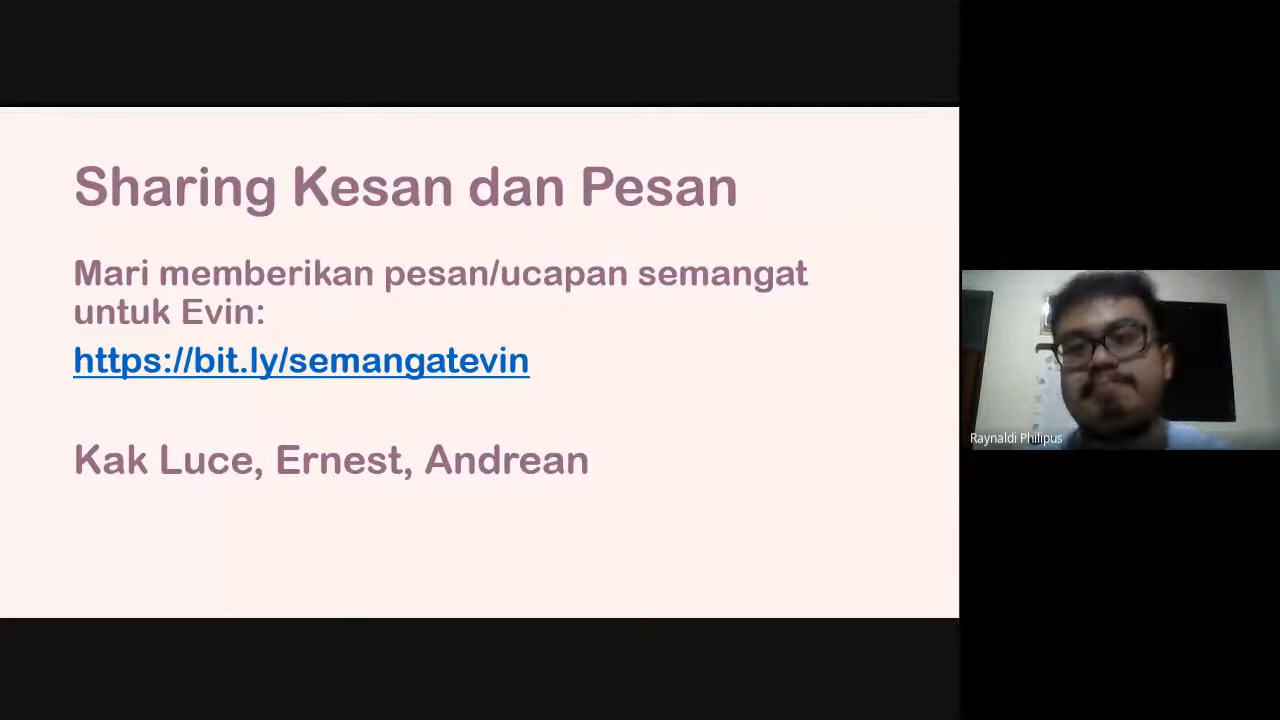 Sharing Kesan dan Pesan
Mari memberikan pesan/ucapan semangat
untuk Evin:
https://bit.ly/semangatevin
Kak Luce, Ernest, Andrean
Raynaldi Philipus